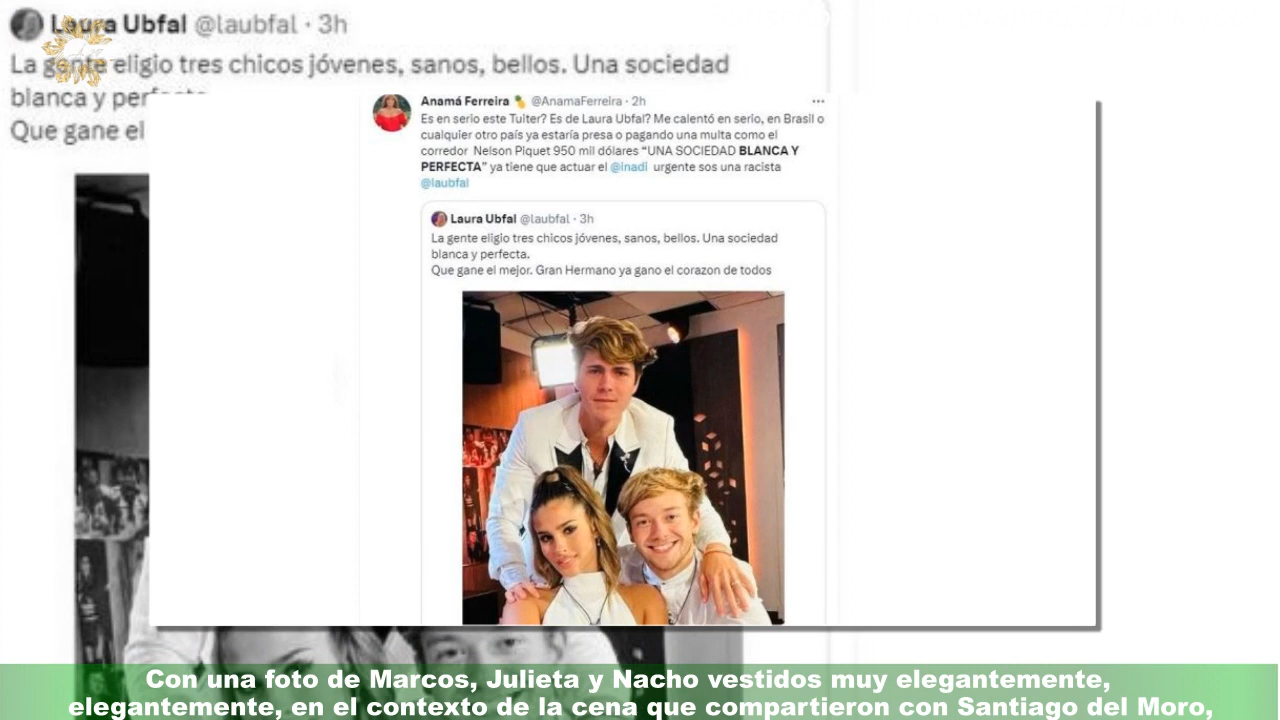 Laura Ubfal @laubfal · 3h
La gente eligio tres chicos jóvenes, sanos, bellos. Una sociedad
blanca y perfecta.
Que gane el
Anamá Ferreira 🍍 @AnamaFerreira · 2h
Es en serio este Tuiter? Es de Laura Ubfal? Me calentó en serio, en Brasil o
cualquier otro país ya estaría presa o pagando una multa como el
corredor Nelson Piquet 950 mil dólares “UNA SOCIEDAD BLANCA Y
PERFECTA” ya tiene que actuar el @inadi urgente sos una racista
@laubfal
Laura Ubfal @laubfal · 3h
La gente eligio tres chicos jóvenes, sanos, bellos. Una sociedad
blanca y perfecta.
Que gane el mejor. Gran Hermano ya gano el corazon de todos
Con una foto de Marcos, Julieta y Nacho vestidos muy elegantemente,
elegantemente, en el contexto de la cena que compartieron con Santiago del Moro,